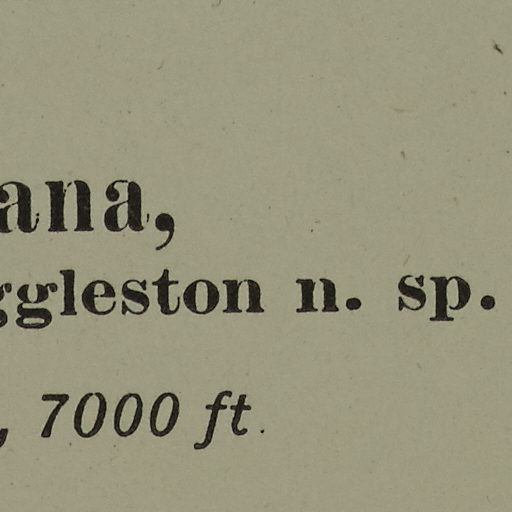 ana,
ggleston n. sp.
, 7000 ft.